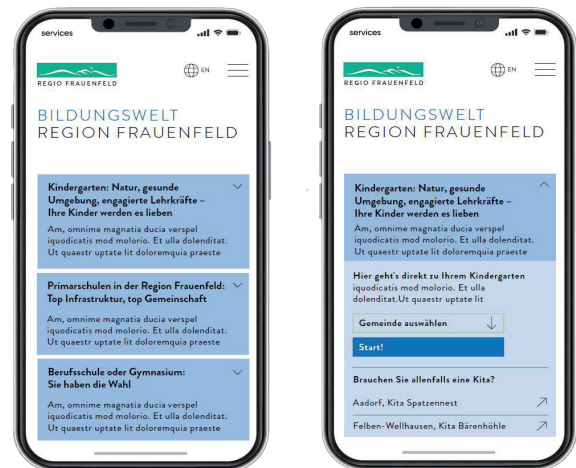 services
REGIO FRAUENFELD
EN
BILDUNGSWELT
REGION FRAUENFELD
Kindergarten: Natur, gesunde
Umgebung, engagierte Lehrkräfte –
Ihre Kinder werden es lieben
Am, omnime magnatia ducia verspel
iquodicatis mod molorio. Et ulla dolenditat.
Ut quaestr uptate lit doloremquia praeste
Primarschulen in der Region Frauenfeld:
Top Infrastruktur, top Gemeinschaft
Am, omnime magnatia ducia verspel
iquodicatis mod molorio. Et ulla dolenditat.
Ut quaestr uptate lit doloremquia praeste
Berufsschule oder Gymnasium:
Sie haben die Wahl
Am, omnime magnatia ducia verspel
iquodicatis mod molorio. Et ulla dolenditat.
Ut quaestr uptate lit doloremquia praeste
services
REGIO FRAUENFELD
EN
BILDUNGSWELT
REGION FRAUENFELD
Kindergarten: Natur, gesunde
Umgebung, engagierte Lehrkräfte –
Ihre Kinder werden es lieben
Am, omnime magnatia ducia verspel
iquodicatis mod molorio. Et ulla dolenditat.
Ut quaestr uptate lit doloremquia praeste
Hier geht's direkt zu Ihrem Kindergarten
iquodicatis mod molorio. Et ulla
dolenditat.Ut quaestr uptate lit
Gemeinde auswählen
Start!
Brauchen Sie allenfalls eine Kita?
Aadorf, Kita Spatzennest
Felben-Wellhausen, Kita Bärenhöhle